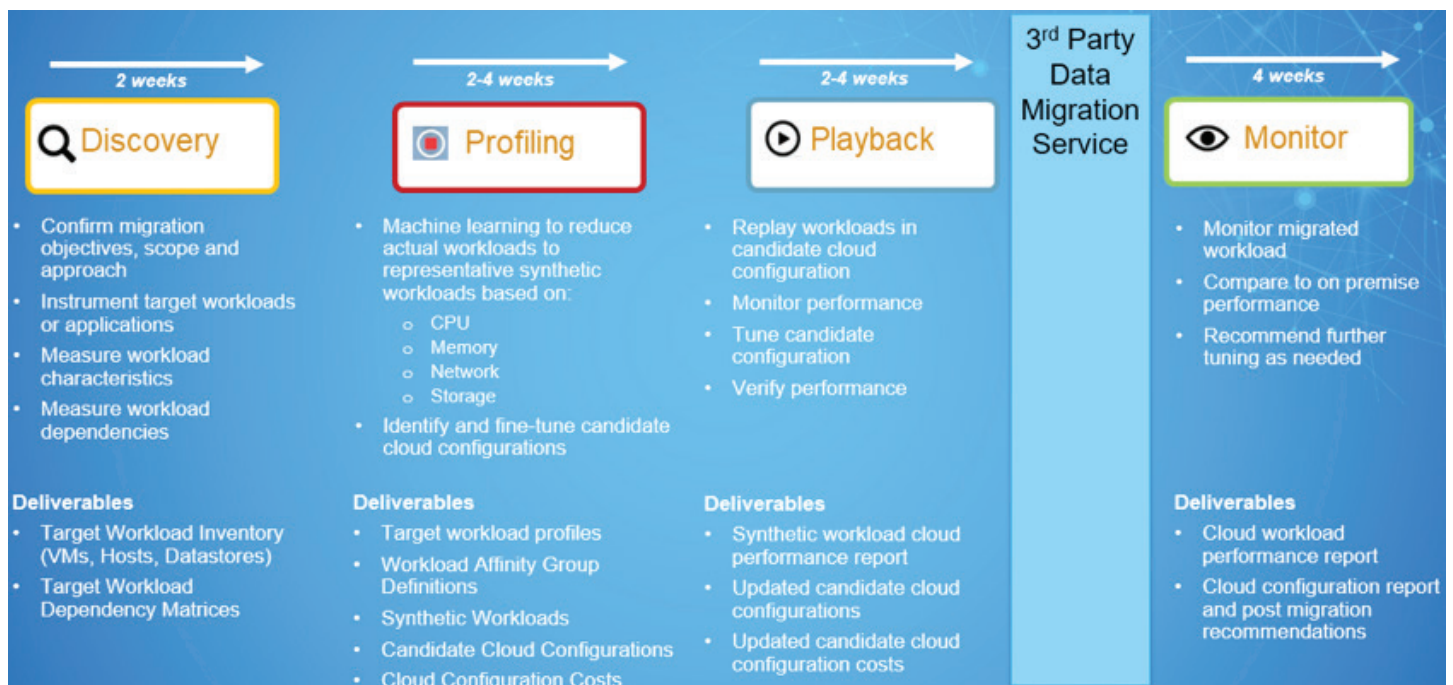 2 weeks
Discovery
• Confirm migration
objectives, scope and
approach
• Instrument target workloads
or applications
• Measure workload
characteristics
• Measure workload
dependencies
Deliverables
• Target Workload Inventory
(VMs, Hosts, Datastores)
• Target Workload
Dependency Matrices
2-4 weeks
Profiling
• Machine learning to reduce
actual workloads to
representative synthetic
workloads based on:
o CPU
o Memory
o Network
o Storage
• Identify and fine-tune candidate
cloud configurations
Deliverables
• Target workload profiles
• Workload Affinity Group
Definitions
• Synthetic Workloads
• Candidate Cloud Configurations
• Cloud Configuration Costs
2-4 weeks
Playback
• Replay workloads in
candidate cloud
configuration
• Monitor performance
• Tune candidate
configuration
• Verify performance
Deliverables
• Synthetic workload cloud
performance report
• Updated candidate cloud
configurations
• Updated candidate cloud
configuration costs
3rd Party
Data
Migration
Service
4 weeks
Monitor
• Monitor migrated
workload
• Compare to on premise
performance
• Recommend further
tuning as needed
Deliverables
• Cloud workload
performance report
• Cloud configuration report
and post migration
recommendations